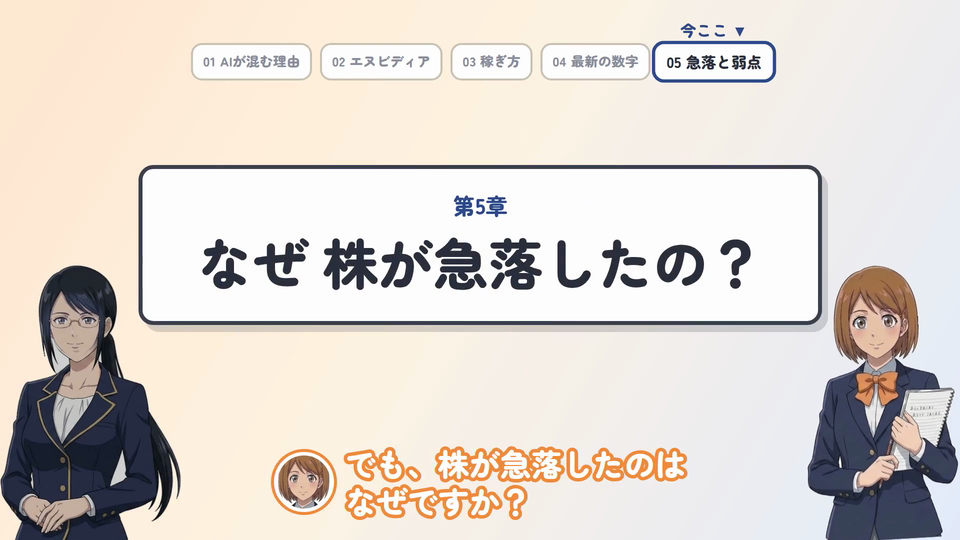 今ここ ▼
01 AIが混む理由
02 エヌビディア
03 稼ぎ方
04 最新の数字
05 急落と弱点
第5章
なぜ 株が急落したの？
でも、株が急落したのは
なぜですか？